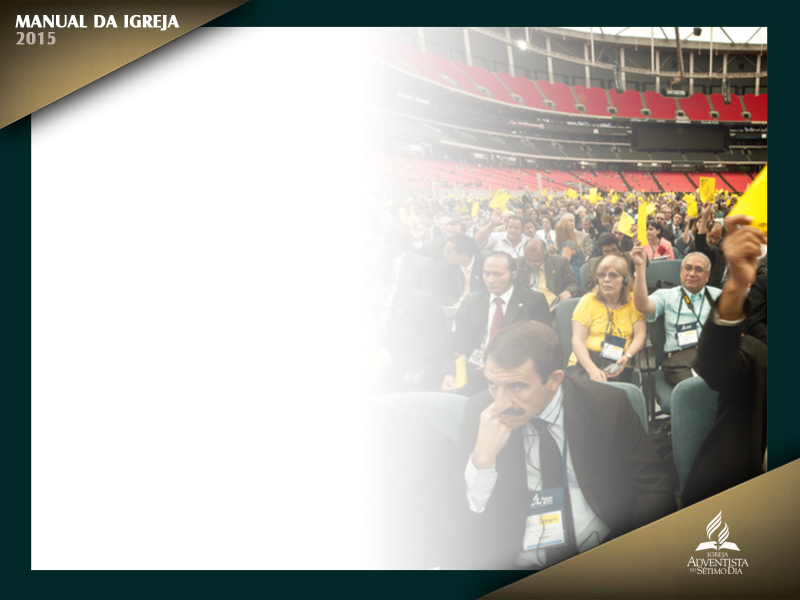 MANUAL DA IGREJA
2015
IGREJA
ADVENTISTA
DO SÉTIMO DIA